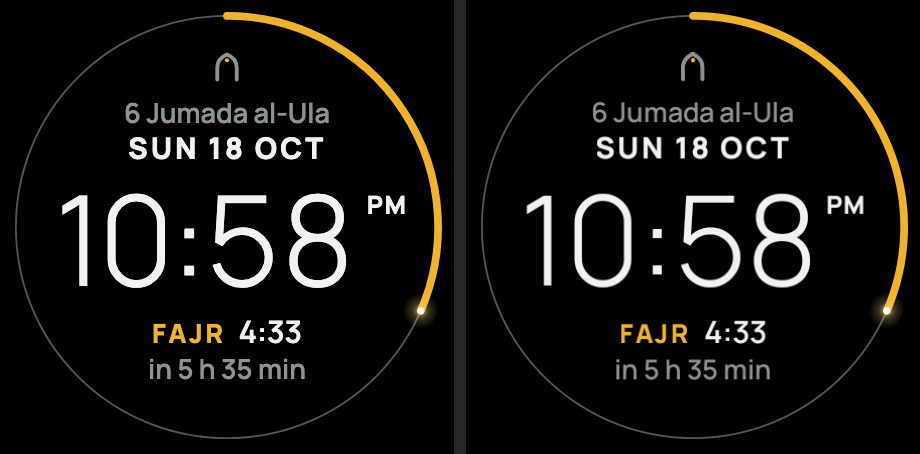 6 Jumada al-Ula
SUN 18 OCT
10:58 PM
FAJR 4:33
in 5 h 35 min
6 Jumada al-Ula
SUN 18 OCT
10:58 PM
FAJR 4:33
in 5 h 35 min